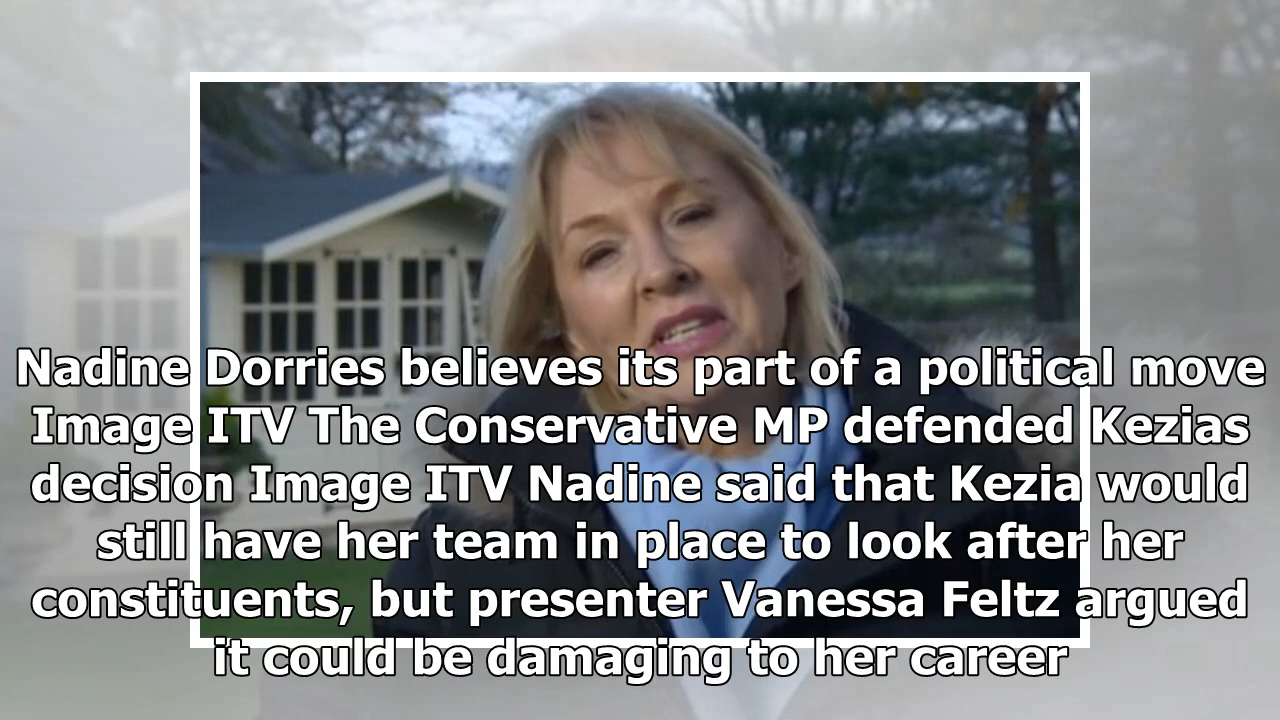 Nadine Dorries believes its part of a political move
Image ITV The Conservative MP defended Kezias
decision Image ITV Nadine said that Kezia would
still have her team in place to look after her
constituents, but presenter Vanessa Feltz argued
it could be damaging to her career